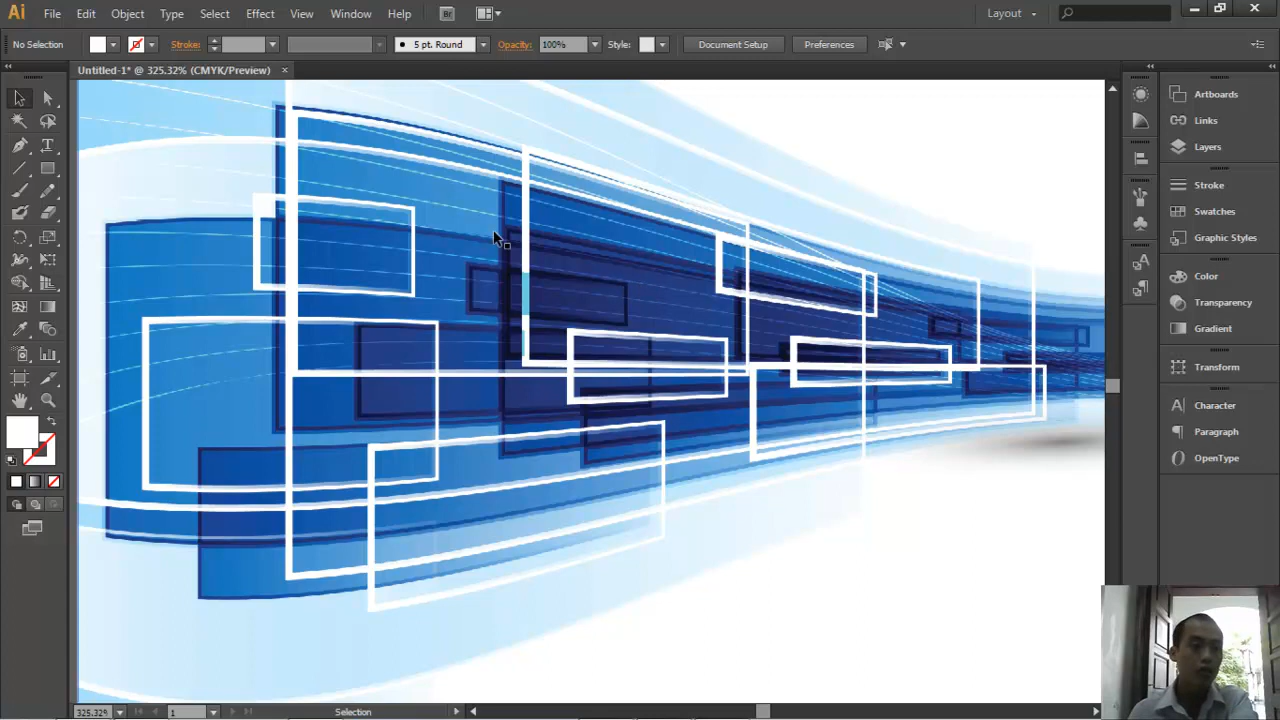 Ai File Edit Object Type Select Effect View Window Help Br Layout
No Selection Stroke: 5 pt. Round Opacity: 100% Style: Document Setup Preferences
Untitled-1* @ 325.32% (CMYK/Preview)
Artboards
Links
Layers
Stroke
Swatches
Graphic Styles
Color
Transparency
Gradient
Transform
Character
Paragraph
OpenType
325.32% 1 Selection